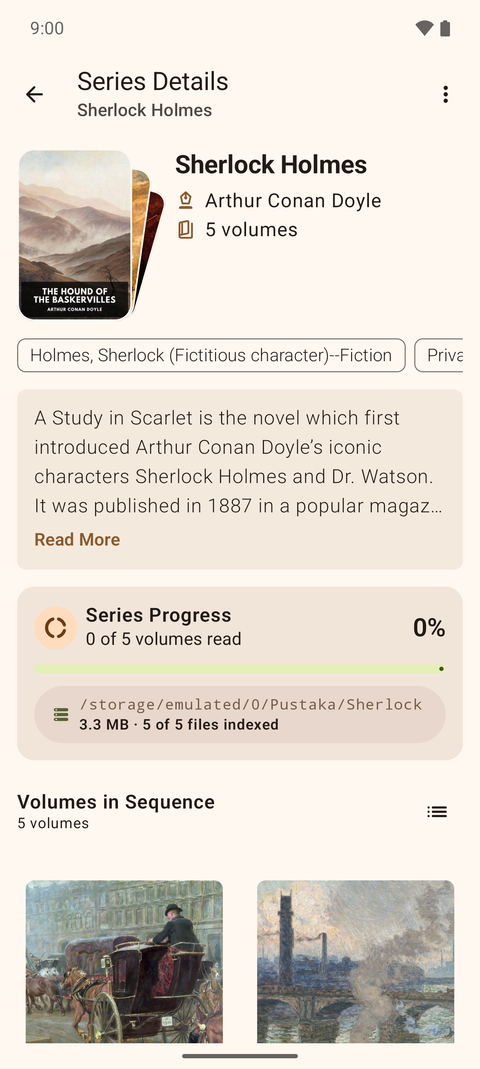 9:00
Series Details
Sherlock Holmes
Sherlock Holmes
Arthur Conan Doyle
5 volumes
THE HOUND OF
THE BASKERVILLES
ARTHUR CONAN DOYLE
Holmes, Sherlock (Fictitious character)--Fiction
Priva
A Study in Scarlet is the novel which first
introduced Arthur Conan Doyle’s iconic
characters Sherlock Holmes and Dr. Watson.
It was published in 1887 in a popular magaz…
Read More
Series Progress
0 of 5 volumes read
0%
/storage/emulated/0/Pustaka/Sherlock
3.3 MB · 5 of 5 files indexed
Volumes in Sequence
5 volumes